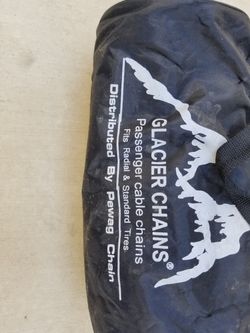 GLACIER CHAINS®
Passenger cable chains
Fits Radial & Standard Tires
Distributed By Pewag Chain